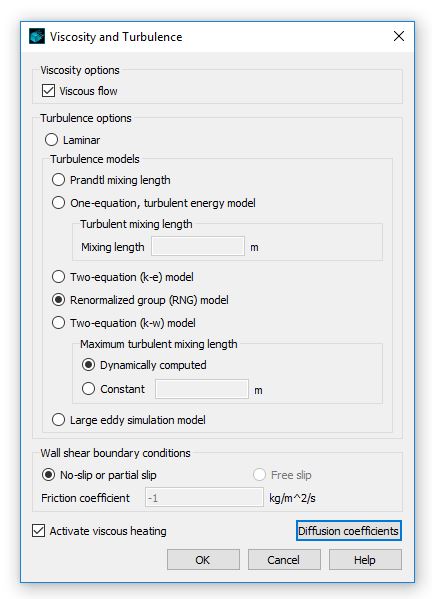 Viscosity and Turbulence
Viscosity options
Viscous flow
Turbulence options
Laminar
Turbulence models
Prandtl mixing length
One-equation, turbulent energy model
Turbulent mixing length
Mixing length m
Two-equation (k-e) model
Renormalized group (RNG) model
Two-equation (k-w) model
Maximum turbulent mixing length
Dynamically computed
Constant m
Large eddy simulation model
Wall shear boundary conditions
No-slip or partial slip Free slip
Friction coefficient -1 kg/m^2/s
Activate viscous heating Diffusion coefficients
OK Cancel Help